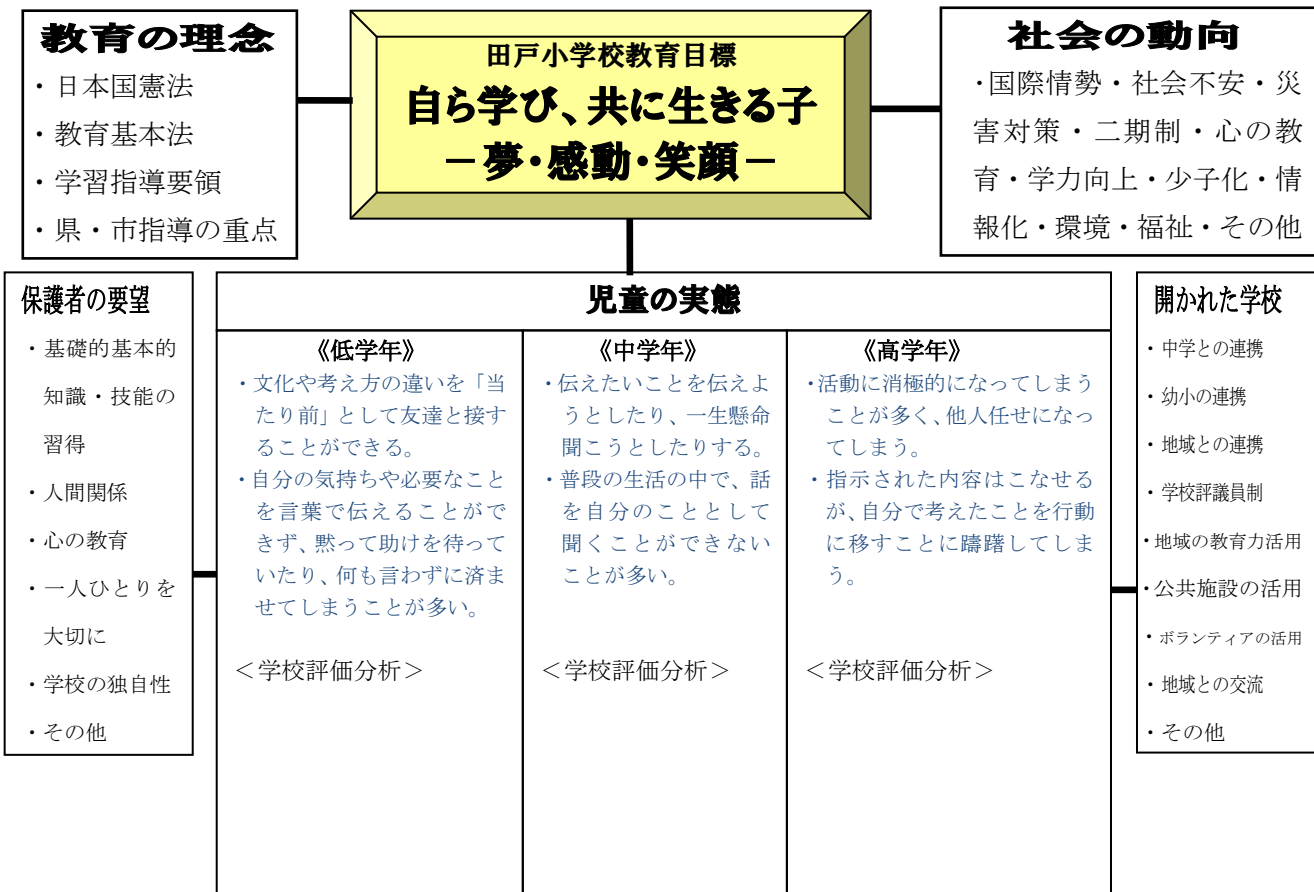 教育の理念
・日本国憲法
・教育基本法
・学習指導要領
・県・市指導の重点
田戸小学校教育目標
自ら学び、共に生きる子
－夢・感動・笑顔－
社会の動向
・国際情勢・社会不安・災
害対策・二期制・心の教
育・学力向上・少子化・情
報化・環境・福祉・その他
保護者の要望
・基礎的基本的
知識・技能の
習得
・人間関係
・心の教育
・一人ひとりを
大切に
・学校の独自性
・その他
児童の実態
《低学年》
・文化や考え方の違いを「当
たり前」として友達と接す
ることができる。
・自分の気持ちや必要なこと
を言葉で伝えることがで
きず、黙って助けを待って
いたり、何も言わずに済ま
せてしまうことが多い。
＜学校評価分析＞
《中学年》
・伝えたいことを伝えよ
うとしたり、一生懸命
聞こうとしたりする。
・普段の生活の中で、話
を自分のこととして
聞くことができない
ことが多い。
＜学校評価分析＞
《高学年》
・活動に消極的になってしまう
ことが多く、他人任せになっ
てしまう。
・指示された内容はこなせる
が、自分で考えたことを行動
に移すことに躊躇してしま
う。
＜学校評価分析＞
開かれた学校
・中学との連携
・幼小の連携
・地域との連携
・学校評議員制
・地域の教育力活用
・公共施設の活用
・ボランティアの活用
・地域との交流
・その他